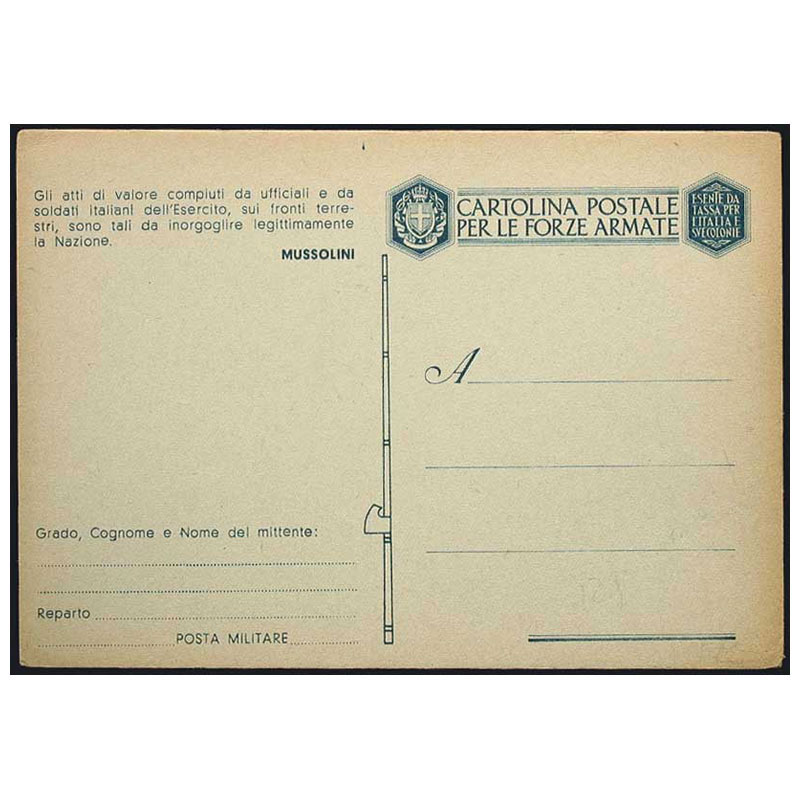 Gli atti di valore compiuti da ufficiali e da
soldati italiani dell'Esercito, sui fronti terre-
stri, sono tali da inorgoglire legittimamente
la Nazione.
MUSSOLINI
CARTOLINA POSTALE
PER LE FORZE ARMATE
ESENTE DA
TASSA PER
L'ITALIA E
SVE COLONIE
A
Grado, Cognome e Nome del mittente:
Reparto
POSTA MILITARE